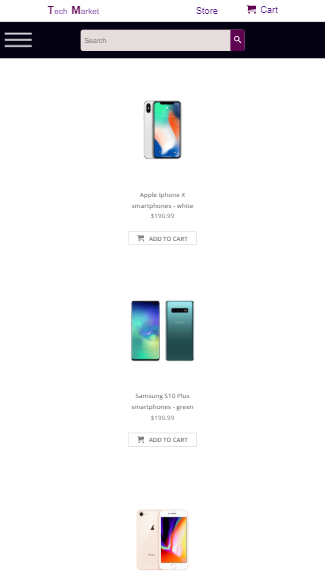 Tech Market
Store
Cart
Search
Apple Iphone X
smartphones - white
$190.99
ADD TO CART
Samsung S10 Plus
smartphones - green
$190.99
ADD TO CART